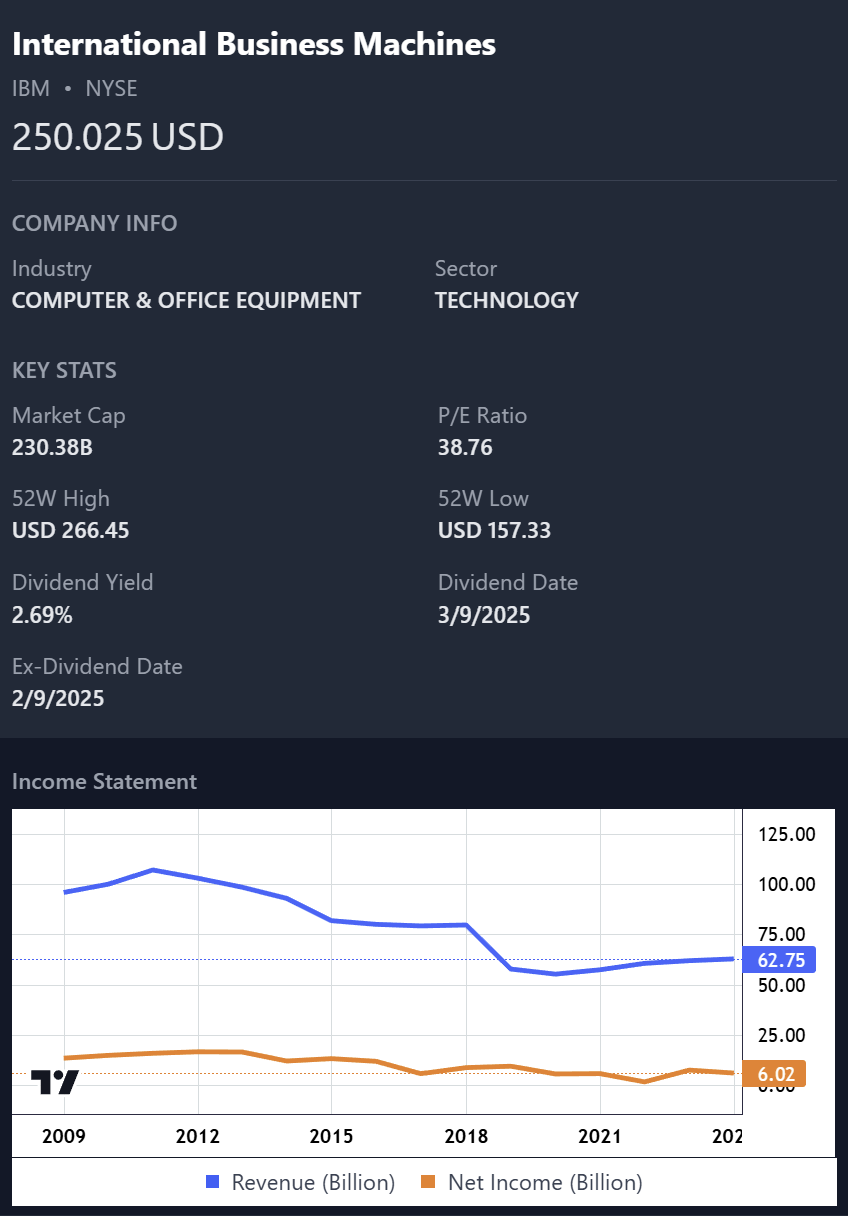 International Business Machines
IBM • NYSE
250.025 USD
COMPANY INFO
Industry Sector
COMPUTER & OFFICE EQUIPMENT TECHNOLOGY
KEY STATS
Market Cap P/E Ratio
230.38B 38.76
52W High 52W Low
USD 266.45 USD 157.33
Dividend Yield Dividend Date
2.69% 3/9/2025
Ex-Dividend Date
2/9/2025
Income Statement
125.00
100.00
75.00
62.75
50.00
25.00
6.02
0.00
2009 2012 2015 2018 2021 202
Revenue (Billion) Net Income (Billion)